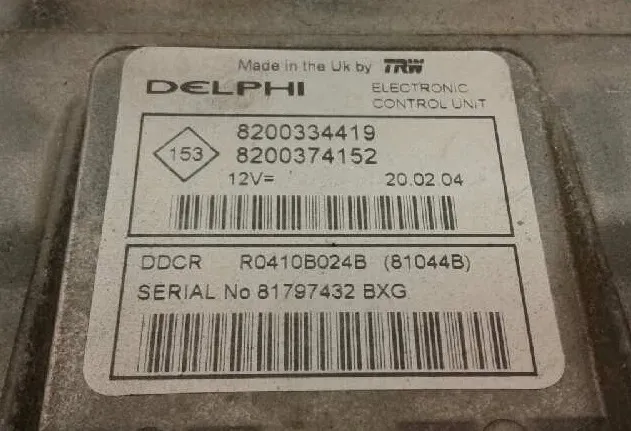 Made in the Uk by TRW
DELPHI ELECTRONIC
CONTROL UNIT
153
8200334419
8200374152
12V= 20.02.04
DDCR R0410B024B (81044B)
SERIAL No 81797432 BXG